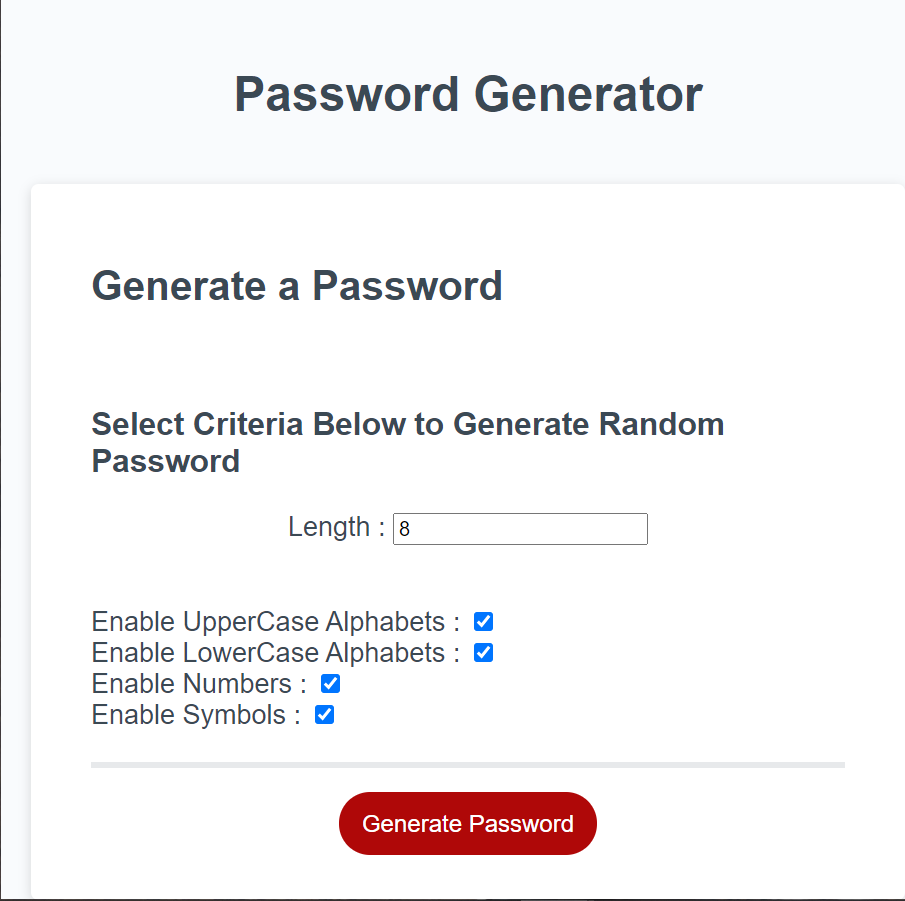 Password Generator
Generate a Password
Select Criteria Below to Generate Random
Password
Length : 8
Enable UpperCase Alphabets :
Enable LowerCase Alphabets :
Enable Numbers :
Enable Symbols :
Generate Password